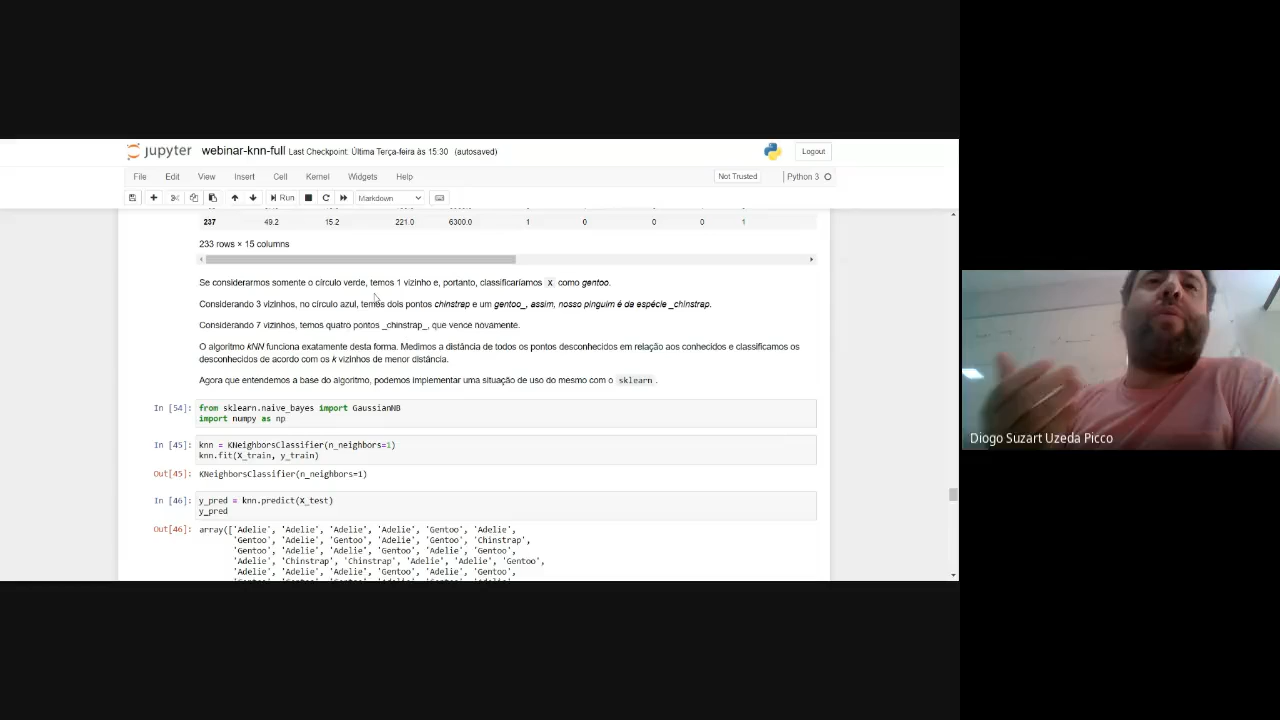 jupyter webinar-knn-full Last Checkpoint: Última Terça-feira às 15:30 (autosaved)
Logout
File Edit View Insert Cell Kernel Widgets Help
Not Trusted
Python 3
Run
Markdown
237 49.2 15.2 221.0 6300.0 1 0 0 0 1
233 rows × 15 columns
Se considerarmos somente o círculo verde, temos 1 vizinho e, portanto, classificaríamos X como gentoo.
Considerando 3 vizinhos, no círculo azul, temos dois pontos chinstrap e um gentoo_, assim, nosso pinguim é da espécie _chinstrap.
Considerando 7 vizinhos, temos quatro pontos _chinstrap_, que vence novamente.
O algoritmo kNN funciona exatamente desta forma. Medimos a distância de todos os pontos desconhecidos em relação aos conhecidos e classificamos os
desconhecidos de acordo com os k vizinhos de menor distância.
Agora que entendemos a base do algoritmo, podemos implementar uma situação de uso do mesmo com o sklearn .
In [54]: from sklearn.naive_bayes import GaussianNB
import numpy as np
In [45]: knn = KNeighborsClassifier(n_neighbors=1)
knn.fit(X_train, y_train)
Out[45]: KNeighborsClassifier(n_neighbors=1)
In [46]: y_pred = knn.predict(X_test)
y_pred
Out[46]: array(['Adelie', 'Adelie', 'Adelie', 'Adelie', 'Gentoo', 'Adelie',
'Gentoo', 'Adelie', 'Gentoo', 'Adelie', 'Gentoo', 'Chinstrap',
'Gentoo', 'Adelie', 'Adelie', 'Gentoo', 'Adelie', 'Gentoo',
'Adelie', 'Chinstrap', 'Chinstrap', 'Adelie', 'Adelie', 'Gentoo',
'Adelie', 'Adelie', 'Adelie', 'Gentoo', 'Adelie', 'Adelie',
Diogo Suzart Uzeda Picco